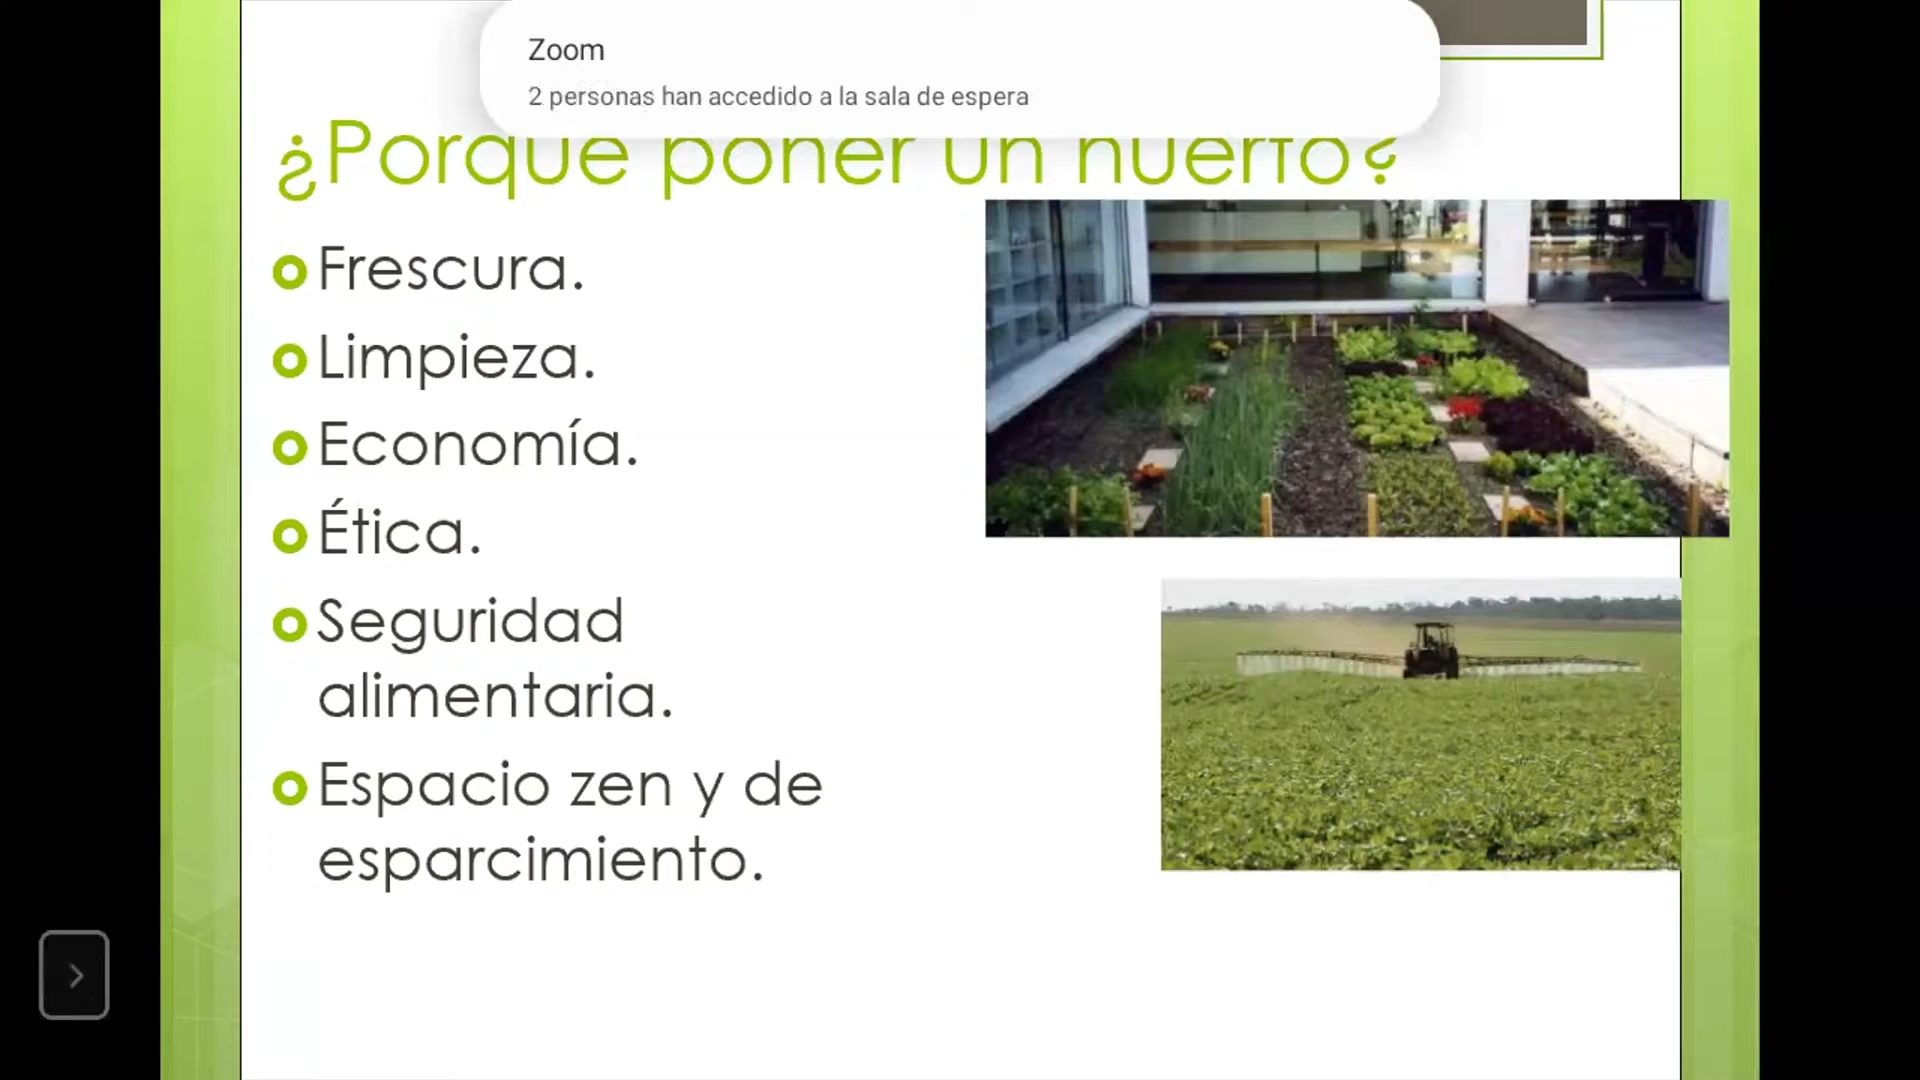 Zoom
2 personas han accedido a la sala de espera
¿Porque poner un huerto?
Frescura.
Limpieza.
Economía.
Ética.
Seguridad
alimentaria.
Espacio zen y de
esparcimiento.